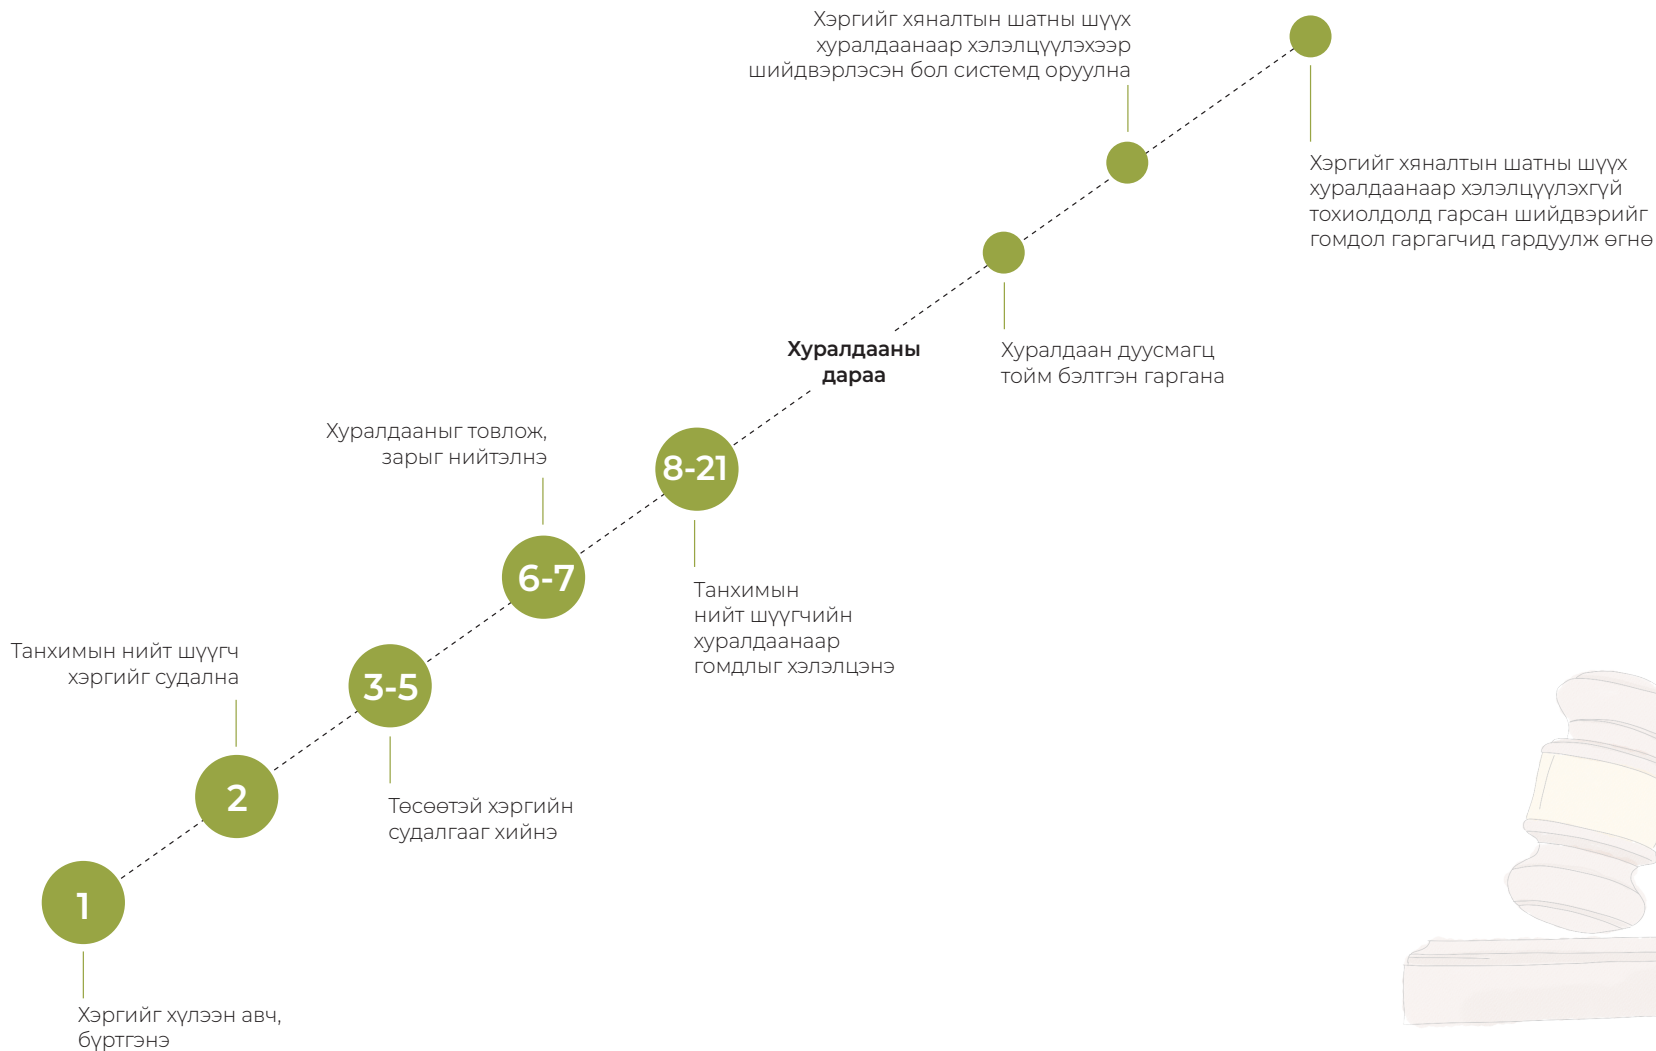 Хэргийг хяналтын шатны шүүх
хуралдаанаар хэлэлцүүлэхээр
шийдвэрлэсэн бол системд оруулна
Хэргийг хяналтын шатны шүүх
хуралдаанаар хэлэлцүүлэхгүй
тохиолдолд гарсан шийдвэрийг
гомдол гаргагчид гардуулж өгнө
Хуралдааны
дараа
Хуралдаан дуусмагц
тойм бэлтгэн гаргана
Хуралдааныг товлож,
зарыг нийтэлнэ
8-21
6-7
Танхимын
нийт шүүгчийн
хуралдаанаар
гомдлыг хэлэлцэнэ
Танхимын нийт шүүгч
хэргийг судална
3-5
2
Төсөөтэй хэргийн
судалгааг хийнэ
1
Хэргийг хүлээн авч,
бүртгэнэ